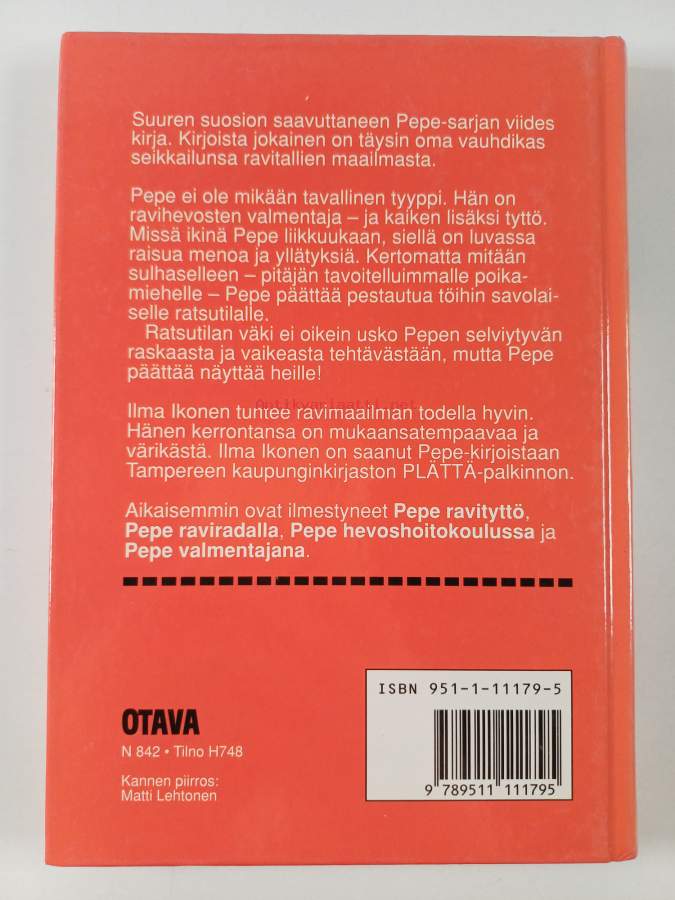 Suuren suosion saavuttaneen Pepe-sarjan viides
kirja. Kirjoista jokainen on täysin oma vauhdikas
seikkailunsa ravitallien maailmasta.
Pepe ei ole mikään tavallinen tyyppi. Hän on
ravihevosten valmentaja – ja kaiken lisäksi tyttö.
Missä ikinä Pepe liikkuukaan, siellä on luvassa
raisua menoa ja yllätyksiä. Kertomatta mitään
sulhaselleen – pitäjän tavoitelluimmalle poika-
miehelle – Pepe päättää pestautua töihin savolai-
selle ratsutilalle.
Ratsutilan väki ei oikein usko Pepen selviytyvän
raskaasta ja vaikeasta tehtävästään, mutta Pepe
päättää näyttää heille!
Antikvariaatti.net
Ilma Ikonen tuntee ravimaailman todella hyvin.
Hänen kerrontansa on mukaansatempaavaa ja
värikästä. Ilma Ikonen on saanut Pepe-kirjoistaan
Tampereen kaupunginkirjaston PLÄTTÄ-palkinnon.
Aikaisemmin ovat ilmestyneet Pepe ravityttö,
Pepe raviradalla, Pepe hevoshoitokoulussa ja
Pepe valmentajana.
ISBN 951-1-11179-5
9 789511 111795
OTAVA
N 842 • Tilno H748
Kannen piirros:
Matti Lehtonen